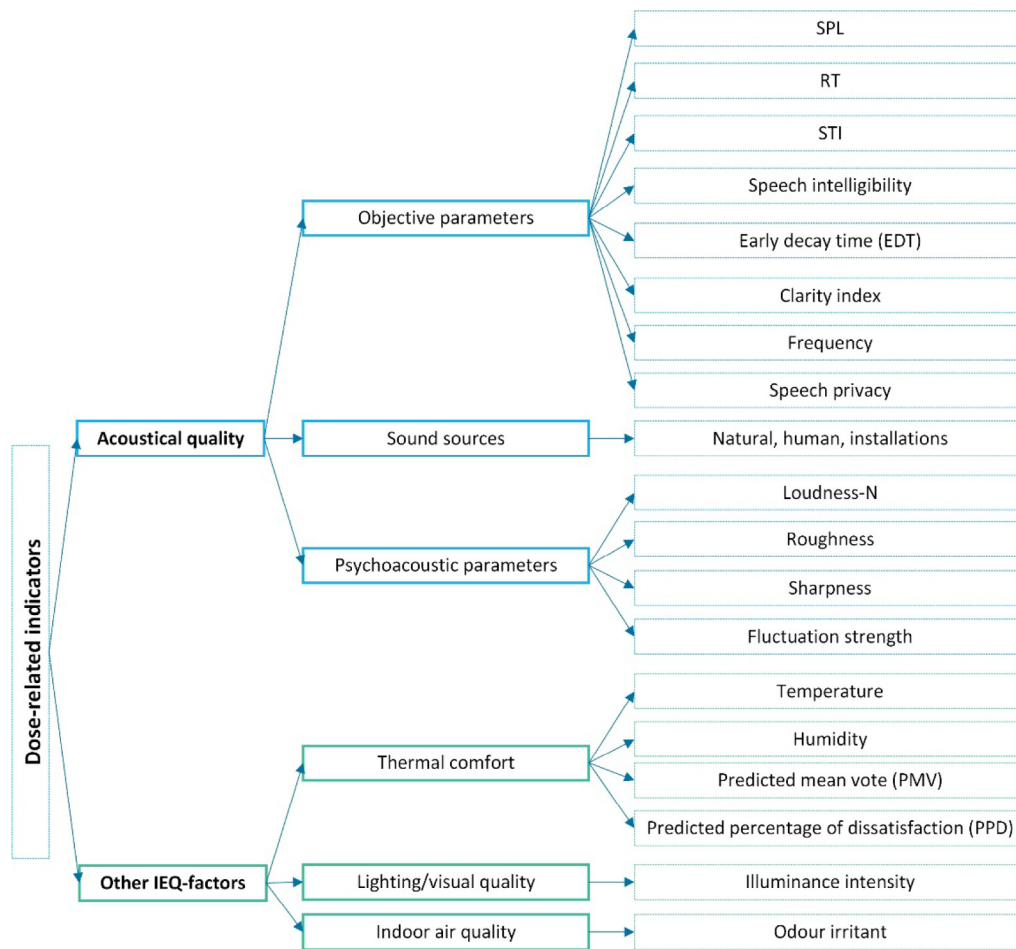 Dose-related indicators
Acoustical quality
Objective parameters
SPL
RT
STI
Speech intelligibility
Early decay time (EDT)
Clarity index
Frequency
Speech privacy
Sound sources
Natural, human, installations
Psychoacoustic parameters
Loudness-N
Roughness
Sharpness
Fluctuation strength
Other IEQ-factors
Thermal comfort
Temperature
Humidity
Predicted mean vote (PMV)
Predicted percentage of dissatisfaction (PPD)
Lighting/visual quality
Illuminance intensity
Indoor air quality
Odour irritant